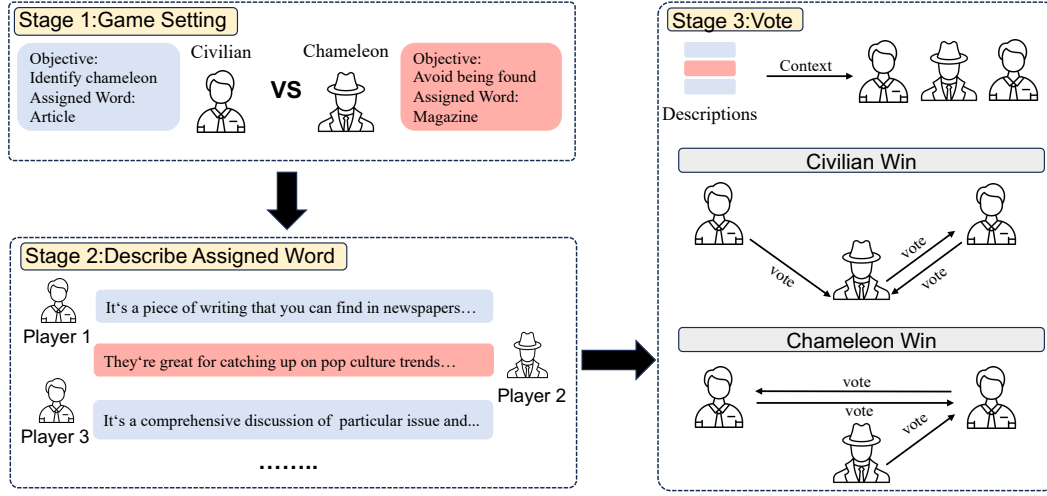 Stage 1:Game Setting
Objective:
Identify chameleon
Assigned Word:
Article
Civilian
VS
Chameleon
Objective:
Avoid being found
Assigned Word:
Magazine
Stage 2:Describe Assigned Word
Player 1
It's a piece of writing that you can find in newspapers…
They're great for catching up on pop culture trends…
Player 2
Player 3
It's a comprehensive discussion of particular issue and...
……..
Stage 3:Vote
Descriptions
Context
Civilian Win
vote
vote
vote
Chameleon Win
vote
vote
vote